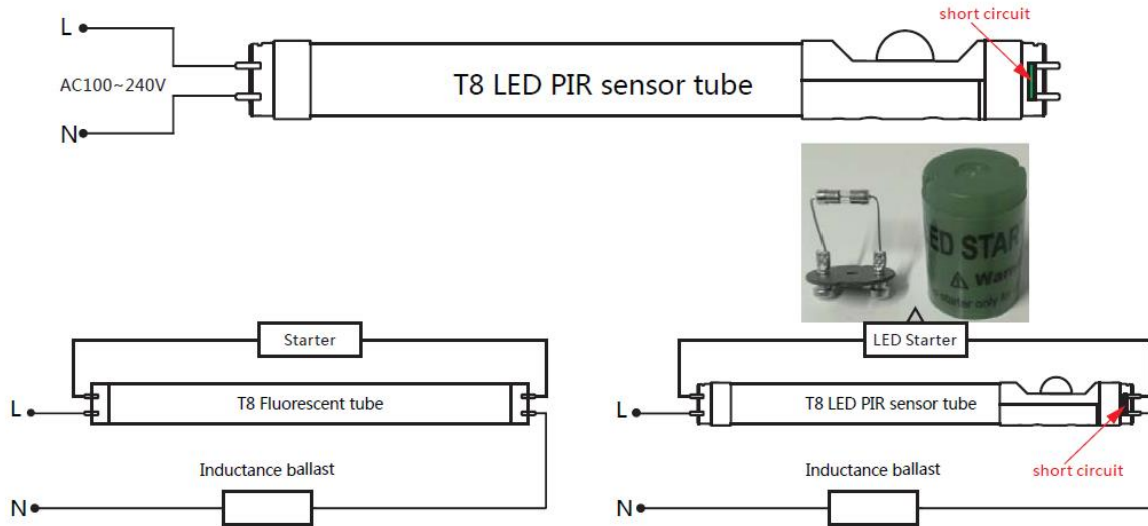 short circuit
L
AC100~240V
N
T8 LED PIR sensor tube
ED STAR
Warn
starter only for
Starter
T8 Fluorescent tube
L
Inductance ballast
N
LED Starter
T8 LED PIR sensor tube
L
short circuit
Inductance ballast
N